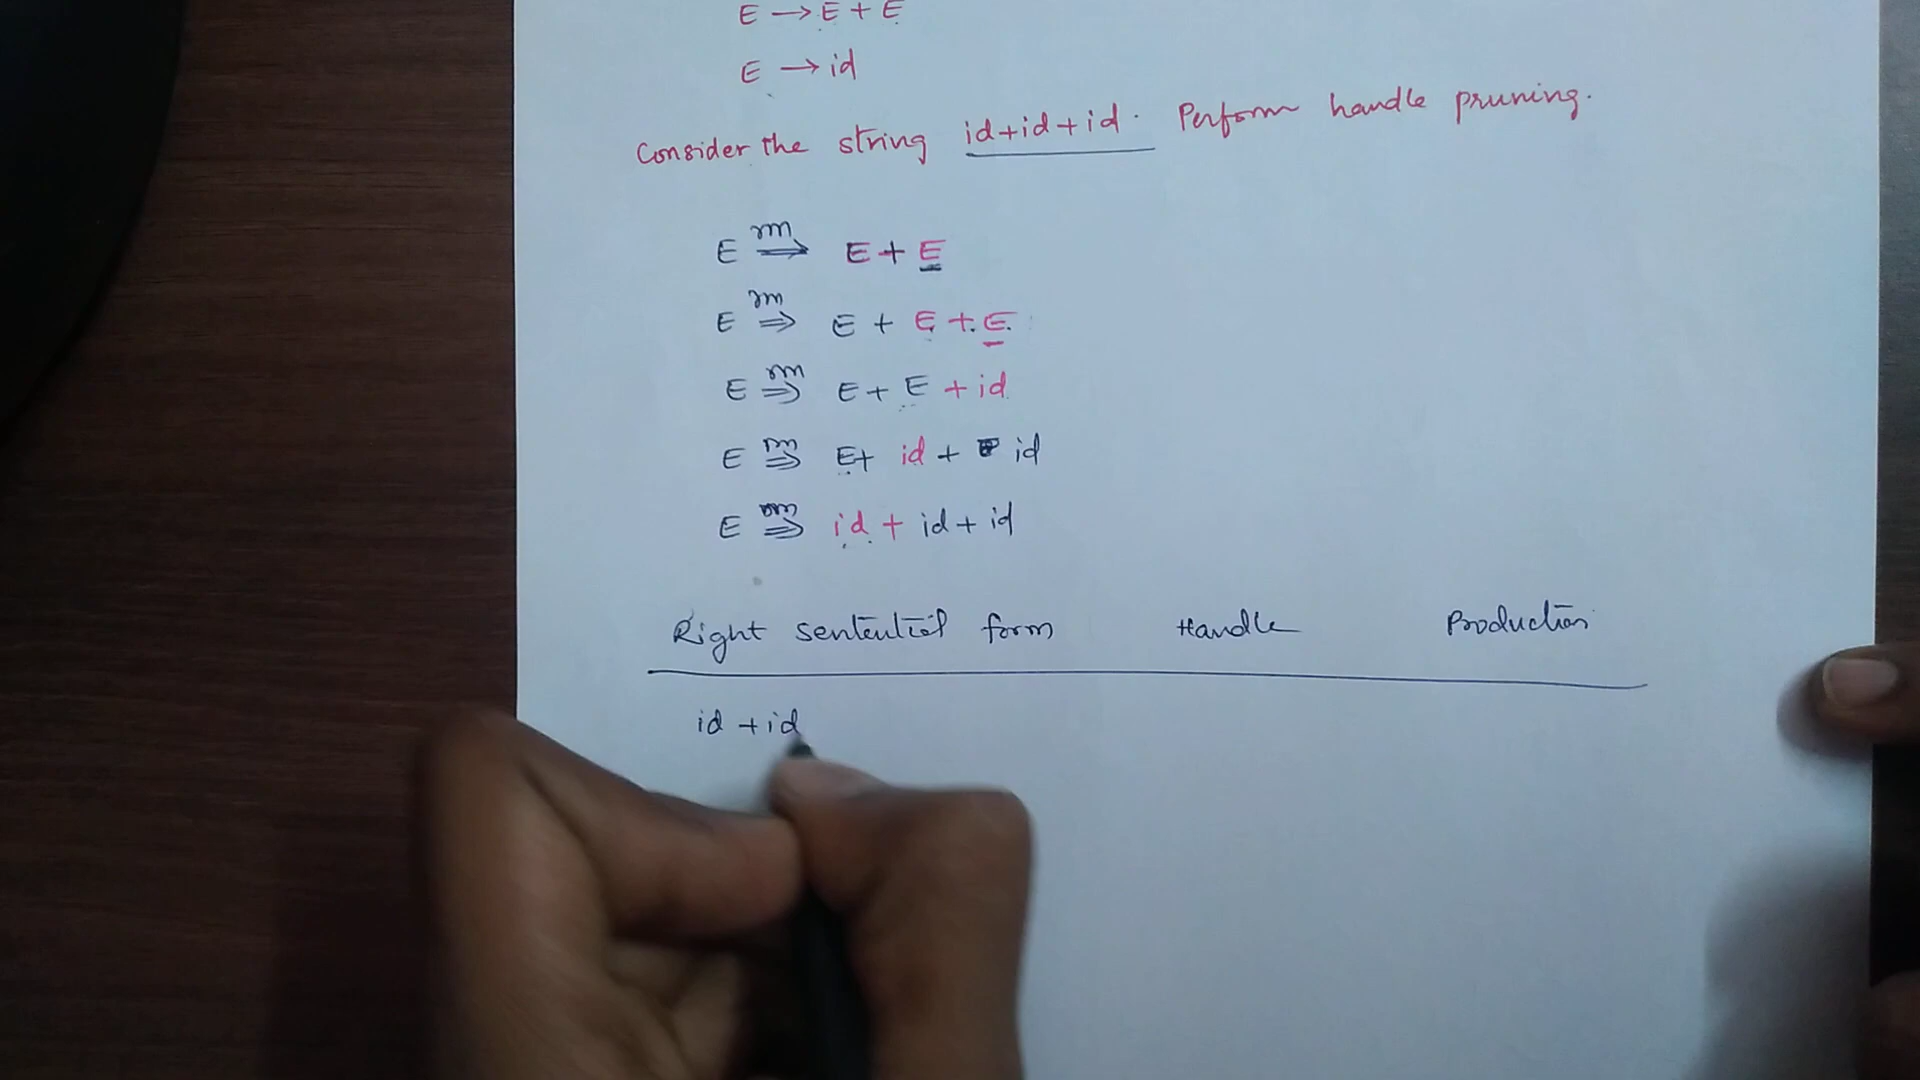 E → E + E
E → id
Consider the string id+id+id. Perform handle pruning.
rm
E ⇒ E + E
rm
E ⇒ E + E + E
rm
E ⇒ E + E + id
rm
E ⇒ E + id + id
rm
E ⇒ id + id + id
Right sentential form Handle Production
id + id